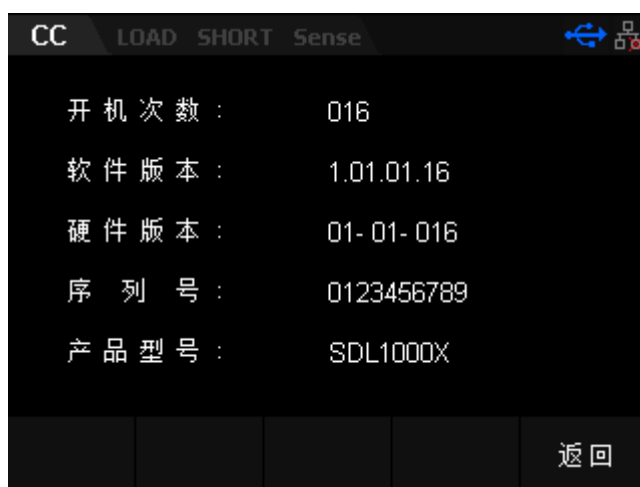 CC LOAD SHORT Sense
开机次数： 016
软件版本： 1.01.01.16
硬件版本： 01-01-016
序列号： 0123456789
产品型号： SDL1000X
返回